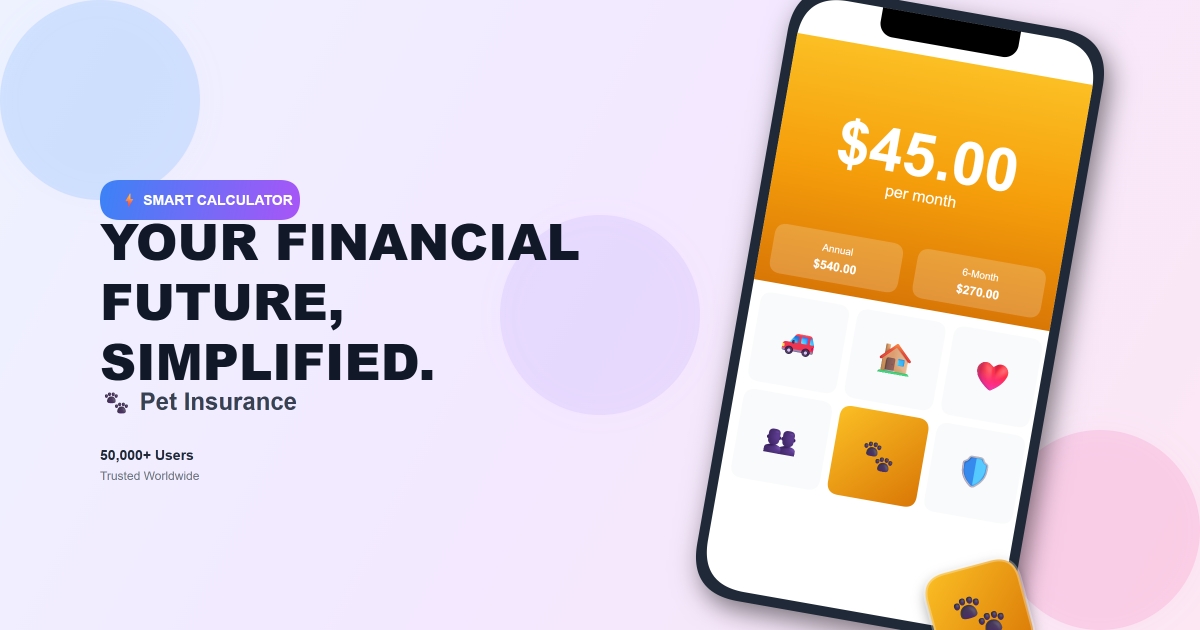 SMART CALCULATOR
YOUR FINANCIAL
FUTURE,
SIMPLIFIED.
Pet Insurance
50,000+ Users
Trusted Worldwide
$45.00
per month
Annual
$540.00
6-Month
$270.00